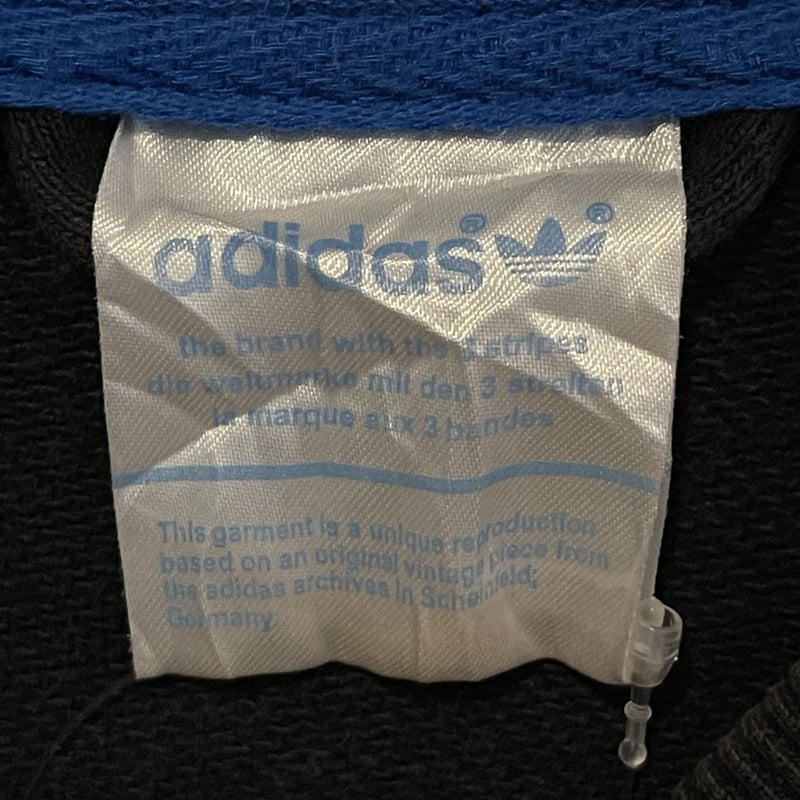 adidas® ®
the brand with the 3 stripes
die weltmarke mit den 3 streifen
la marque aux 3 bandes
This garment is a unique reproduction
based on an original vintage piece from
the adidas archives in Scheinfeld;
Germany.